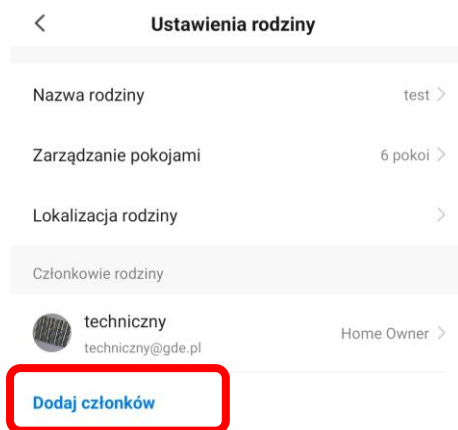 Ustawienia rodziny
Nazwa rodziny test
Zarządzanie pokojami 6 pokoi
Lokalizacja rodziny
Członkowie rodziny
techniczny
techniczny@gde.pl
Home Owner
Dodaj członków